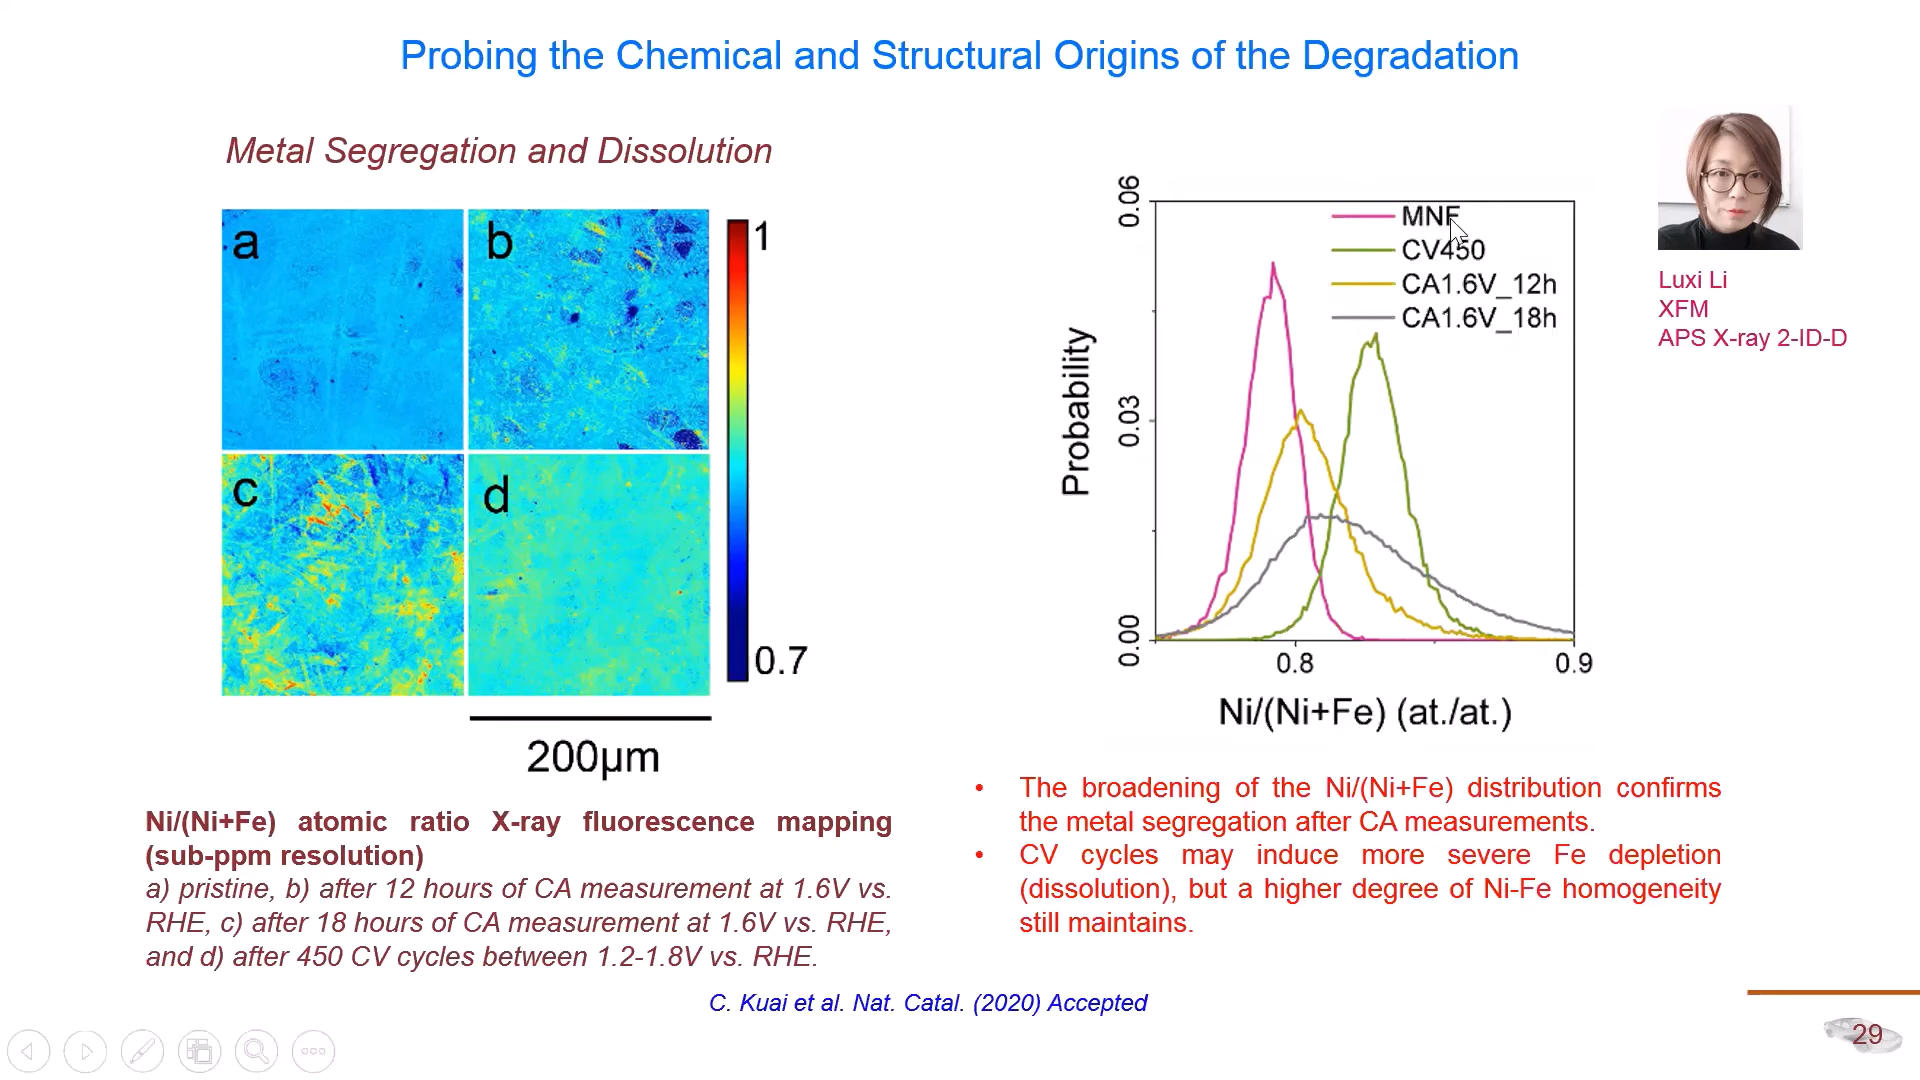 Probing the Chemical and Structural Origins of the Degradation
Metal Segregation and Dissolution
a
b
c
d
1
0.7
200μm
Ni/(Ni+Fe) atomic ratio X-ray fluorescence mapping
(sub-ppm resolution)
a) pristine, b) after 12 hours of CA measurement at 1.6V vs.
RHE, c) after 18 hours of CA measurement at 1.6V vs. RHE,
and d) after 450 CV cycles between 1.2-1.8V vs. RHE.
0.06
0.03
0.00
Probability
MNF
CV450
CA1.6V_12h
CA1.6V_18h
0.8
0.9
Ni/(Ni+Fe) (at./at.)
Luxi Li
XFM
APS X-ray 2-ID-D
• The broadening of the Ni/(Ni+Fe) distribution confirms
the metal segregation after CA measurements.
• CV cycles may induce more severe Fe depletion
(dissolution), but a higher degree of Ni-Fe homogeneity
still maintains.
C. Kuai et al. Nat. Catal. (2020) Accepted
29